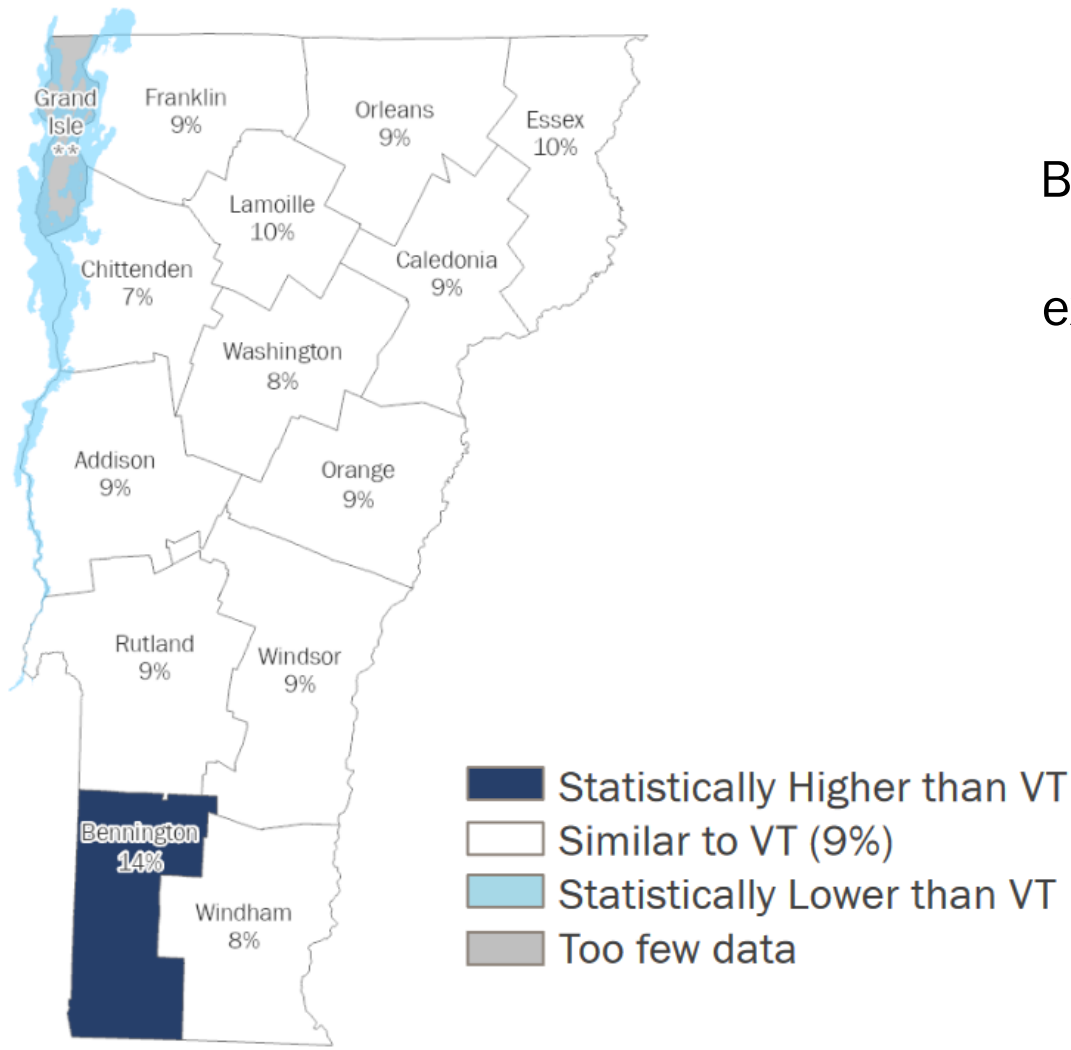 Grand
Isle
**
Franklin
9%
Orleans
9%
Essex
10%
Lamoille
10%
Chittenden
7%
Caledonia
9%
Washington
8%
Addison
9%
Orange
9%
Rutland
9%
Windsor
9%
Bennington
14%
Windham
8%
B
Statistically Higher than VT
Similar to VT (9%)
Statistically Lower than VT
Too few data